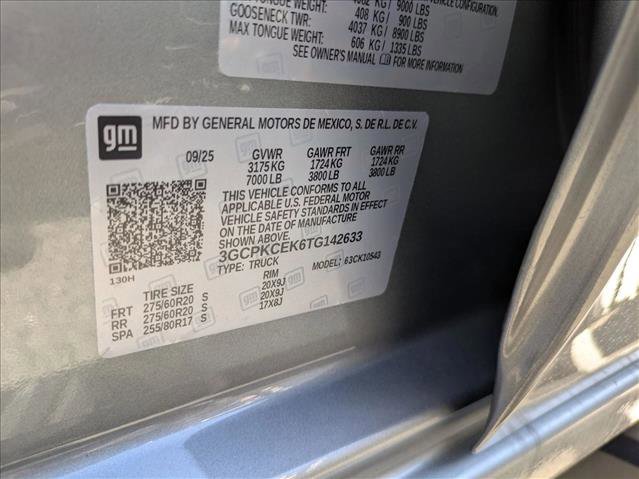 9000 LBS
TONGUE WEIGHT: 408 KG / 900 LBS
GOOSENECK TWR: 4037 KG / 8900 LBS
MAX TONGUE WEIGHT: 606 KG / 1335 LBS
SEE OWNER'S MANUAL FOR MORE INFORMATION
gm
MFD BY GENERAL MOTORS DE MEXICO, S. DE R.L. DE C.V.
09/25 GVWR GAWR FRT GAWR RR
3175 KG 1724 KG 1724 KG
7000 LB 3800 LB 3800 LB
THIS VEHICLE CONFORMS TO ALL
APPLICABLE U.S. FEDERAL MOTOR
VEHICLE SAFETY STANDARDS IN EFFECT
ON THE DATE OF MANUFACTURE
SHOWN ABOVE.
3GCPKCEK6TG142633
TYPE: TRUCK MODEL: 63CK10543
130H
TIRE SIZE RIM
FRT 275/60R20 S 20X9J
RR 275/60R20 S 20X9J
SPA 255/80R17 S 17X8J